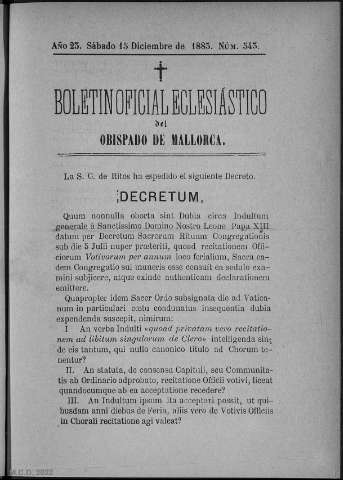 Año 23. Sábado 15 Diciembre de 1883. NÚM. 343.
BOLETIN OFICIAL ECLESIÁSTICO
del
OBISPADO DE MALLORCA.
La S. C. de Ritos ha espedido el siguiente Decreto.
DECRETUM.
Quum nonnulla oborta sint Dubia circa Indultum
generale á Sanctissimo Domino Nostro Leone Papa XIII
datum per Decretum Sacrorum Rituum Congregationis
sub die 5 Julii nuper præteriti, quoad recitationem Offi-
ciorum Votivorum per annum loco ferialium, Sacra ea-
dem Congregatio sui muneris esse censuit ea sedulo exa-
mini subjicere, atque exinde authenticam declarationem
emittere.
Quapropter idem Sacer Ordo subsignata die ad Vatica-
num in particulari cœtu condunatus insequentia dubia
expendenda suscepit, nimirum:
I An verba Indulti «quoad privatam vero recitatio-
nem ad libitum singulorum de Clero» intelligenda sint
de eis tantum, qui nullo canonico titulo ad Chorum te-
nentur?
II. An statuta, de consensu Capituli, seu Communita-
tis ab Ordinario adprobato, recitatione Officii votivi, liceat
quandocumque ab ea acceptatione recedere?
III. An Indultum ipsum ita acceptari possit, ut qui-
busdam anni diebus de Feria, aliis vero de Votivis Officiis
in Chorali recitatione agi valeat?
A.C.D. 2022